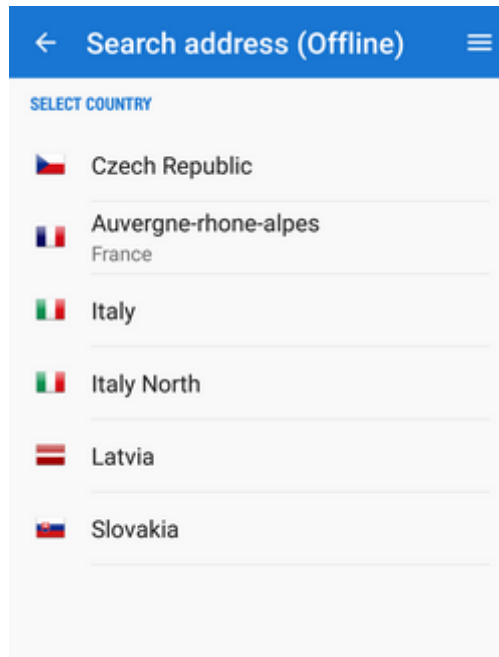 Search address (Offline)
SELECT COUNTRY
Czech Republic
Auvergne-rhone-alpes
France
Italy
Italy North
Latvia
Slovakia